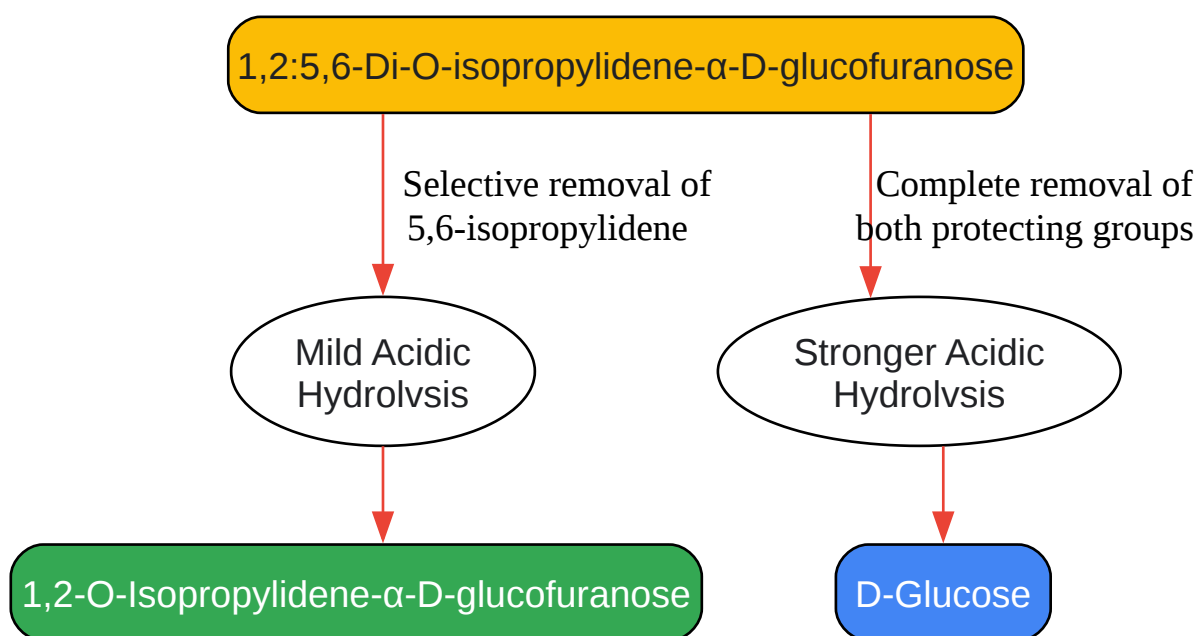 1,2:5,6-Di-O-isopropylidene-α-D-glucofuranose
Selective removal of
5,6-isopropylidene
Complete removal of
both protecting groups
Mild Acidic
Hydrolysis
Stronger Acidic
Hydrolysis
1,2-O-Isopropylidene-α-D-glucofuranose
D-Glucose